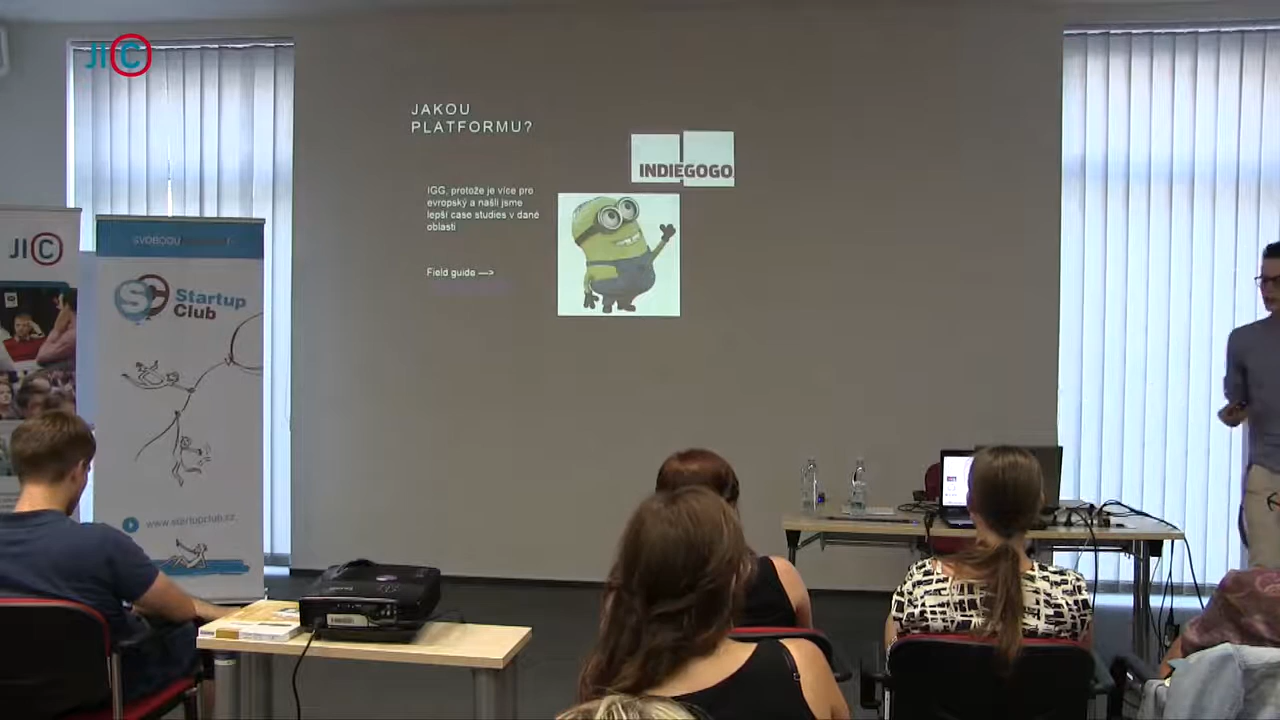 JIC
JAKOU
PLATFORMU?
INDIEGOGO
IGG, protože je více pro
evropský a našli jsme
lepší case studies v dané
oblasti
Field guide —>
JIC
Startup
Club
www.startupclub.cz